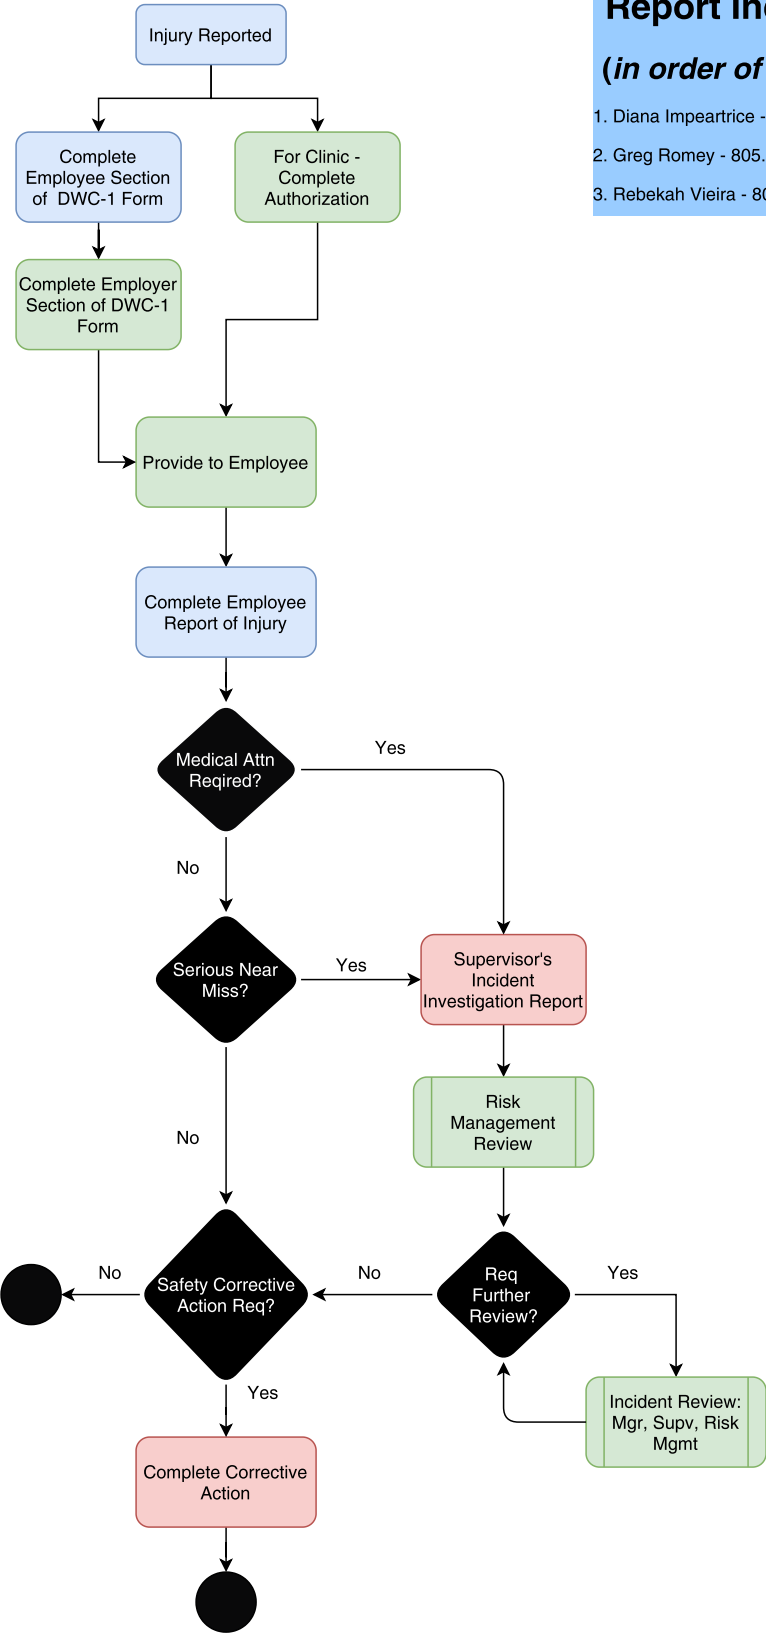 Report Inc
(in order of
1. Diana Impeartrice -
2. Greg Romey - 805.
3. Rebekah Vieira - 80
Injury Reported
Complete
Employee Section
of DWC-1 Form
For Clinic -
Complete
Authorization
Complete Employer
Section of DWC-1
Form
Provide to Employee
Complete Employee
Report of Injury
Medical Attn
Reqired?
Yes
No
Serious Near
Miss?
Yes
Supervisor's
Incident
Investigation Report
Risk
Management
Review
No
Safety Corrective
Action Req?
No
No
Req
Further
Review?
Yes
Incident Review:
Mgr, Supv, Risk
Mgmt
Yes
Complete Corrective
Action